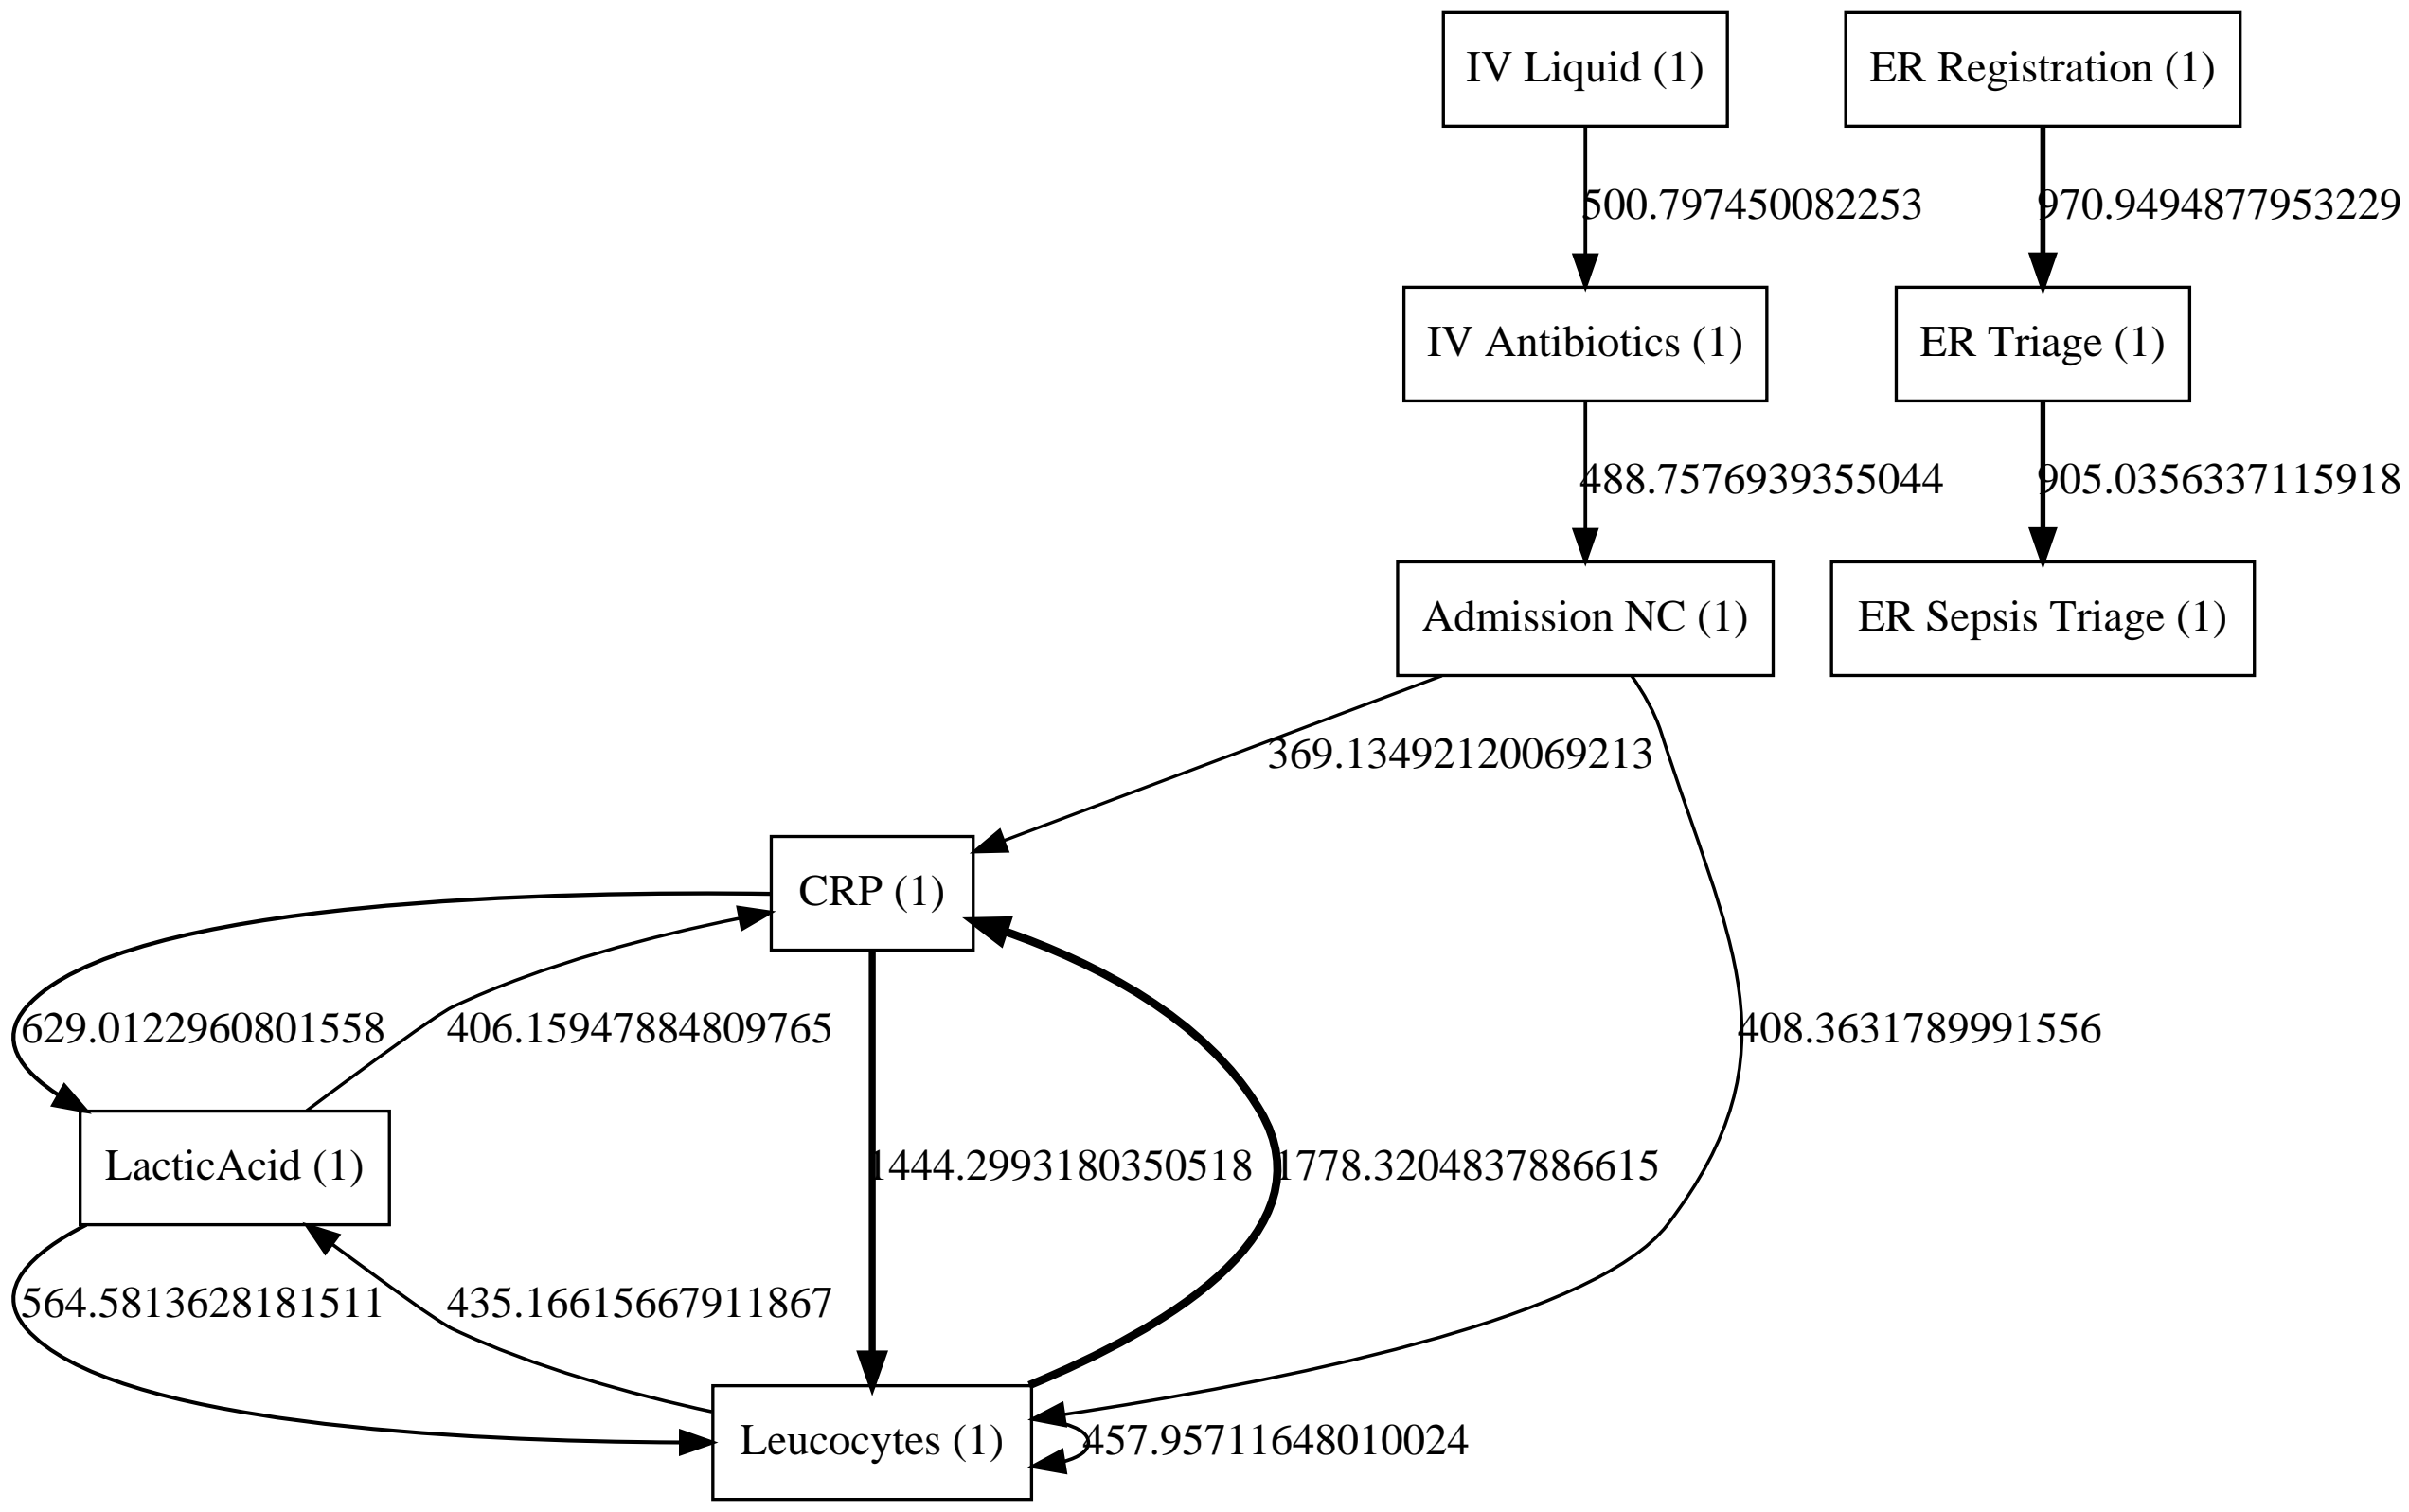 IV Liquid (1)
ER Registration (1)
500.797450082253
970.9494877953229
IV Antibiotics (1)
ER Triage (1)
488.7576939355044
905.0356337115918
Admission NC (1)
ER Sepsis Triage (1)
369.13492120069213
CRP (1)
629.0122960801558
406.15947884809765
408.3631789991556
LacticAcid (1)
1444.2993180350518
1778.3204837886615
564.5813628181511
435.16615667911867
Leucocytes (1)
457.95711648010024